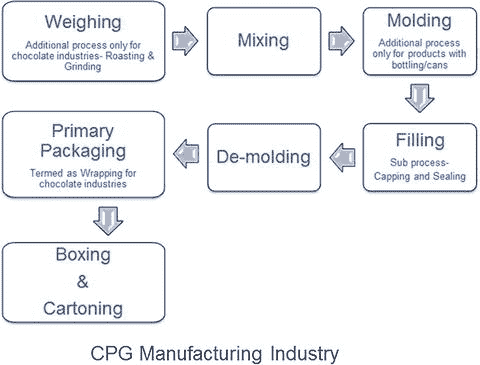 Weighing
Additional process only for
chocolate industries- Roasting &
Grinding
Mixing
Molding
Additional process
only for products with
bottling/cans
Filling
Sub process-
Capping and Sealing
De-molding
Primary
Packaging
Termed as Wrapping for
chocolate industries
Boxing
&
Cartoning
CPG Manufacturing Industry